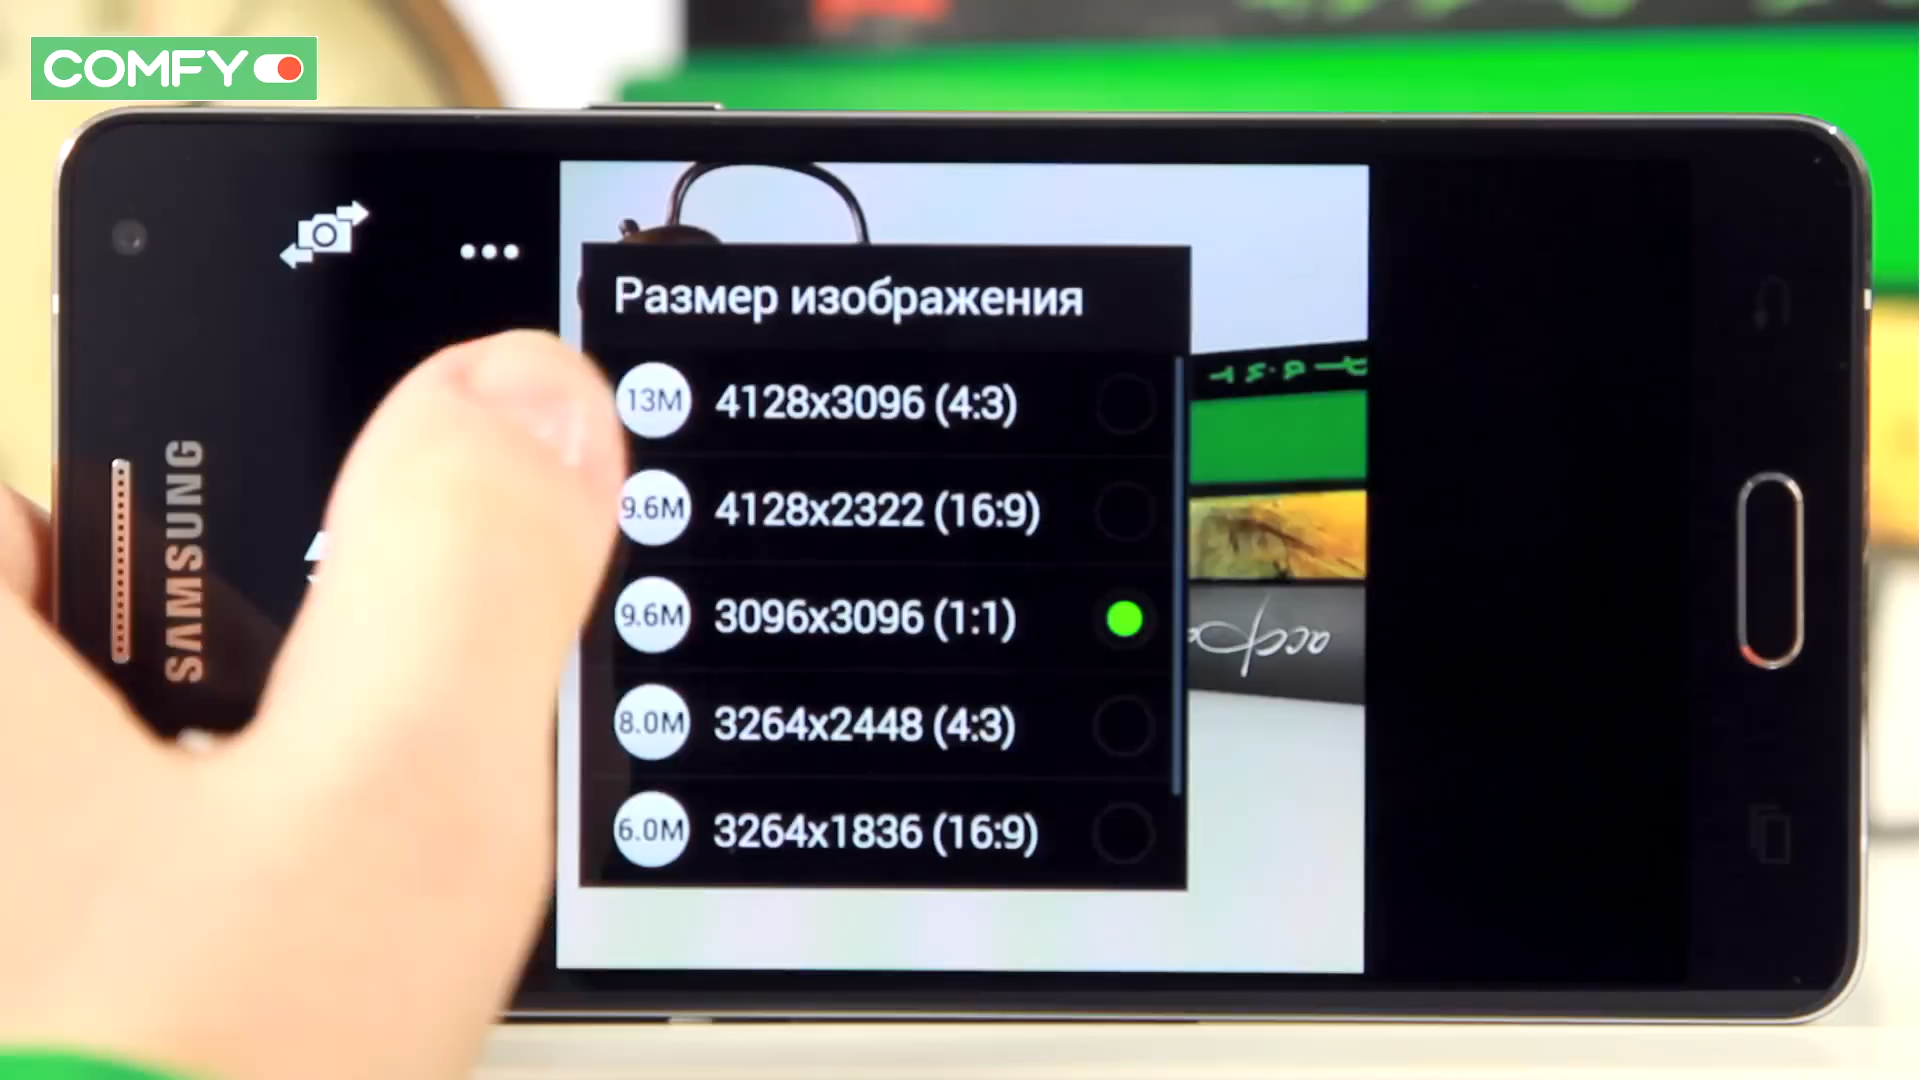 COMFY
SAMSUNG
Размер изображения
13M 4128x3096 (4:3)
9.6M 4128x2322 (16:9)
9.6M 3096x3096 (1:1)
8.0M 3264x2448 (4:3)
6.0M 3264x1836 (16:9)